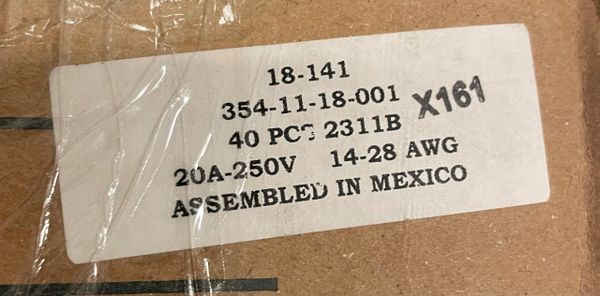 18-141
354-11-18-001 X161
40 PCS 2311B
20A-250V 14-28 AWG
ASSEMBLED IN MEXICO